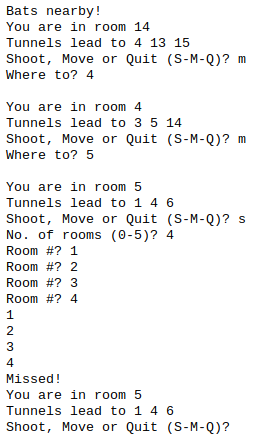 Bats nearby!
You are in room 14
Tunnels lead to 4 13 15
Shoot, Move or Quit (S-M-Q)? m
Where to? 4

You are in room 4
Tunnels lead to 3 5 14
Shoot, Move or Quit (S-M-Q)? m
Where to? 5

You are in room 5
Tunnels lead to 1 4 6
Shoot, Move or Quit (S-M-Q)? s
No. of rooms (0-5)? 4
Room #? 1
Room #? 2
Room #? 3
Room #? 4
1
2
3
4
Missed!
You are in room 5
Tunnels lead to 1 4 6
Shoot, Move or Quit (S-M-Q)?